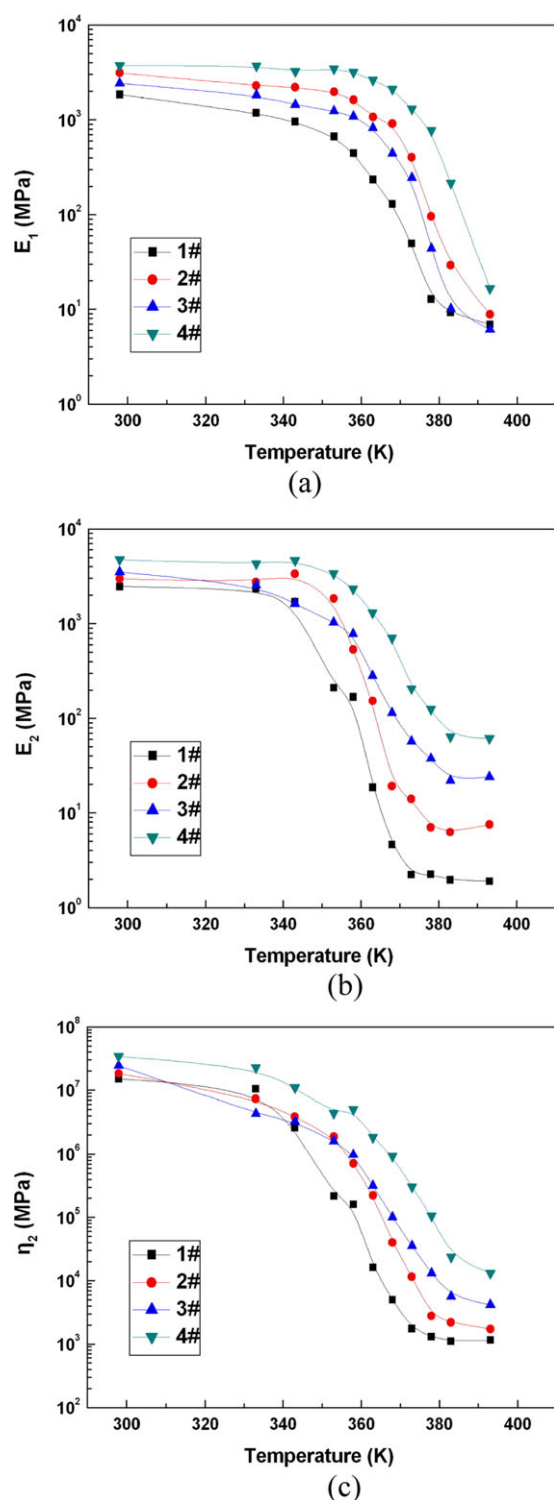 10⁴
10³
10²
10¹
10⁰
E₁ (MPa)
1#
2#
3#
4#
300 320 340 360 380 400
Temperature (K)
(a)
10⁴
10³
10²
10¹
10⁰
E₂ (MPa)
1#
2#
3#
4#
300 320 340 360 380 400
Temperature (K)
(b)
10⁸
10⁷
10⁶
10⁵
10⁴
10³
10²
η₂ (MPa)
1#
2#
3#
4#
300 320 340 360 380 400
Temperature (K)
(c)